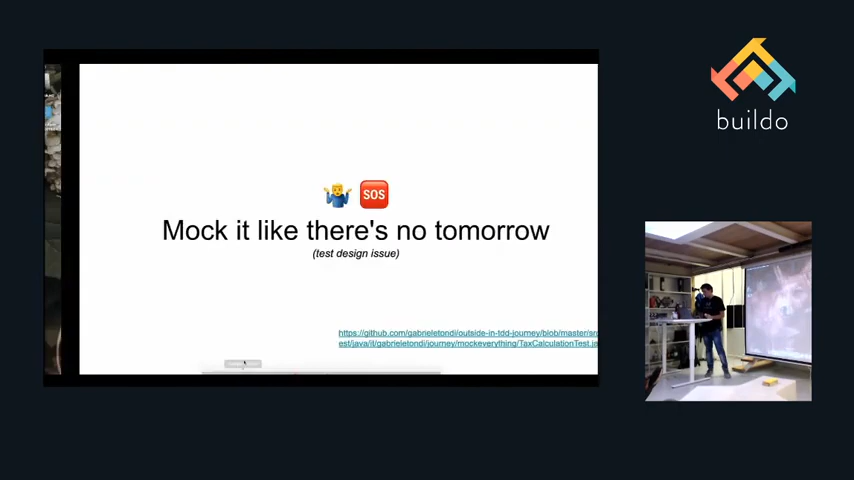 buildo
SOS
Mock it like there's no tomorrow
(test design issue)
https://github.com/gabrieletondi/outside-in-tdd-journey/blob/master/src
est/java/it/gabrieletondi/journey/mockeverything/TaxCalculationTest.ja